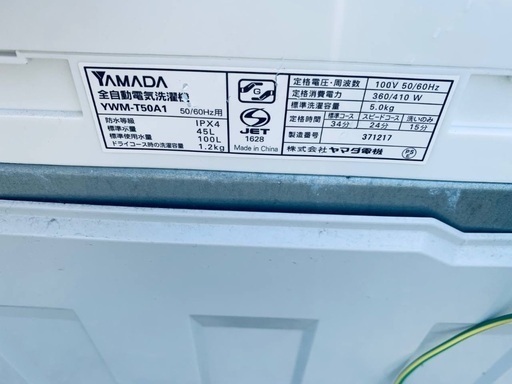 YAMADA
全自動電気洗濯機
YWM-T50A1 50/60Hz用
防水等級 IPX4
標準水量 45L
標準使用水量 100L
ドライコース時の洗濯容量 1.2kg
G
JET
1628
Made in China
定格電圧・周波数 100V 50/60Hz
定格消費電力 360/410 W
標準洗濯容量 5.0kg
定格時間 標準コース スピードコース 洗いのみ
34分 24分 15分
製造番号 371217
株式会社ヤマダ電機
PS
E